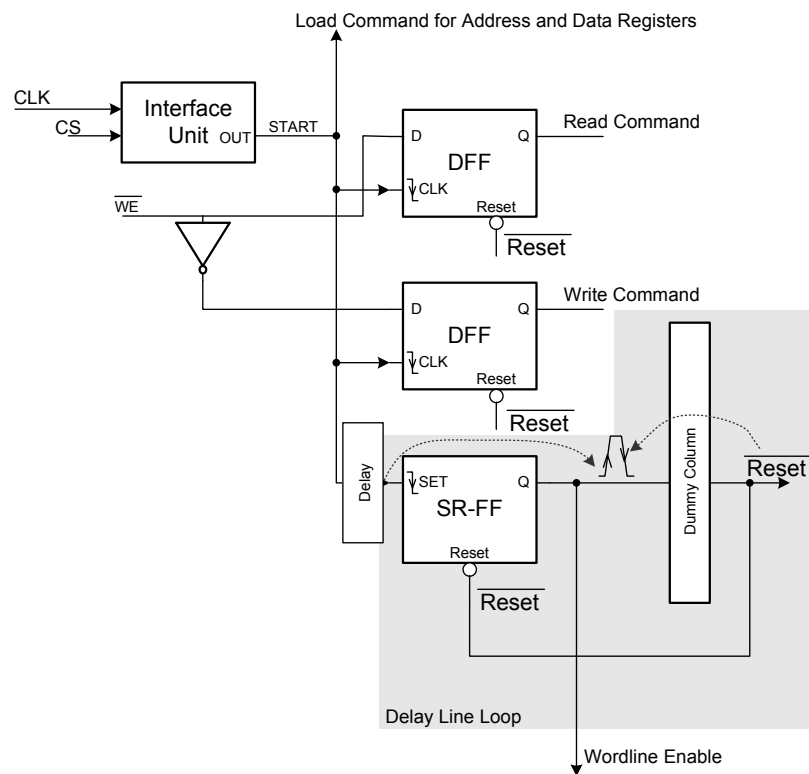 Load Command for Address and Data Registers
CLK
CS
Interface
Unit
OUT
START
D
Q
DFF
CLK
Reset
Reset
Read Command
WE
D
Q
DFF
CLK
Reset
Reset
Write Command
Delay
SET
Q
SR-FF
Reset
Reset
Dummy Column
Reset
Delay Line Loop
Wordline Enable